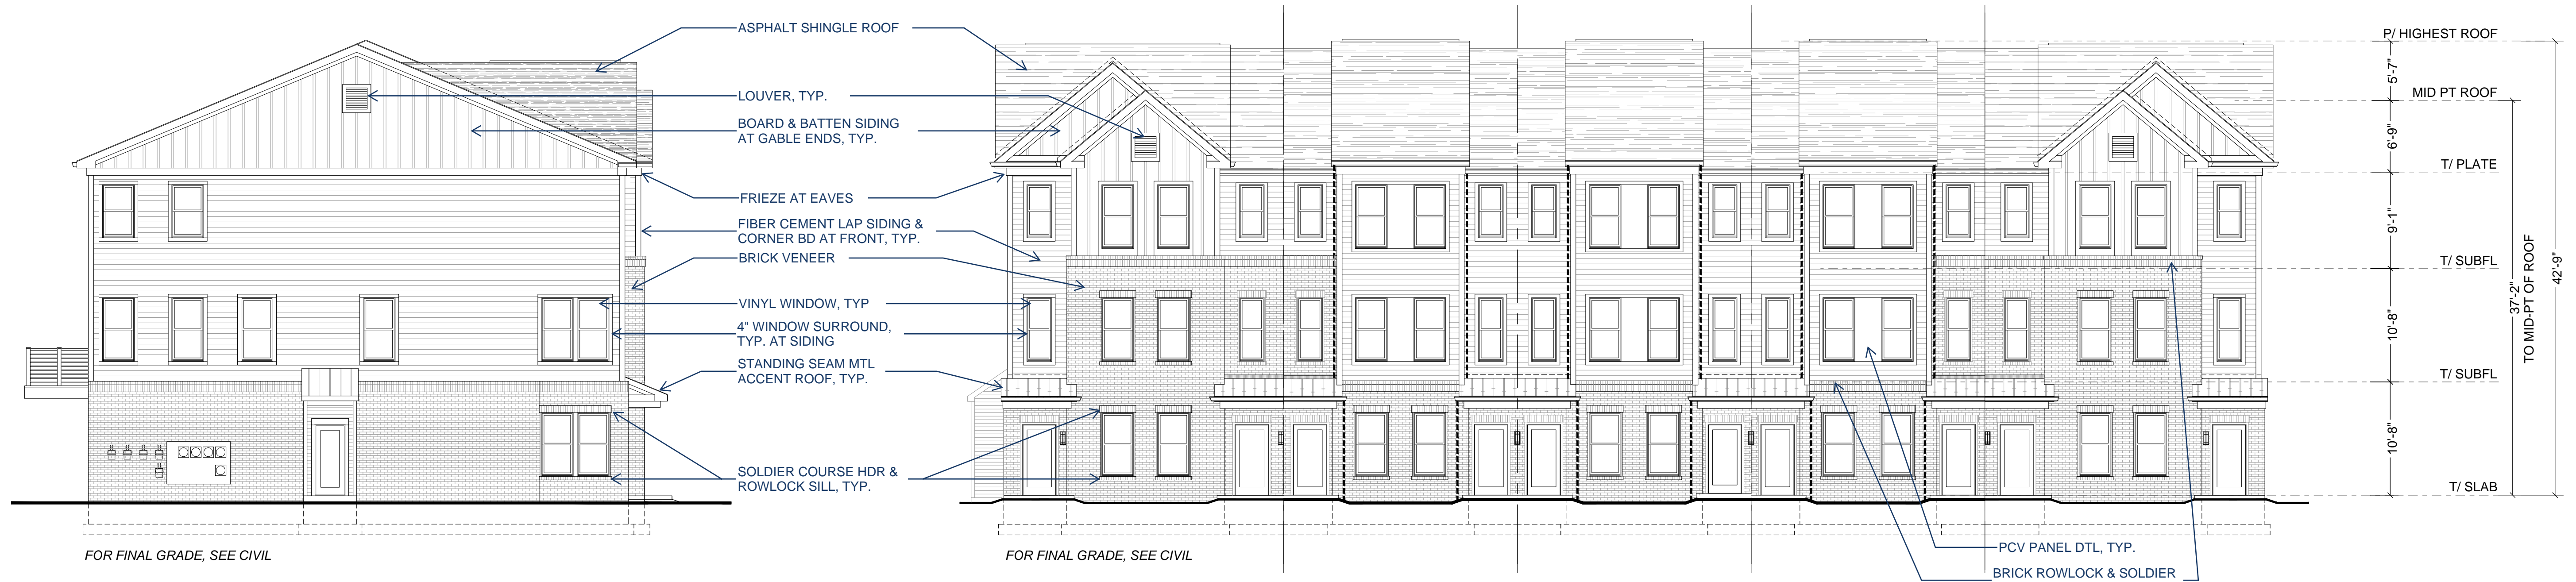 ASPHALT SHINGLE ROOF
LOUVER, TYP.
BOARD & BATTEN SIDING
AT GABLE ENDS, TYP.
FRIEZE AT EAVES
FIBER CEMENT LAP SIDING &
CORNER BD AT FRONT, TYP.
BRICK VENEER
VINYL WINDOW, TYP
4" WINDOW SURROUND,
TYP. AT SIDING
STANDING SEAM MTL
ACCENT ROOF, TYP.
SOLDIER COURSE HDR &
ROWLOCK SILL, TYP.
FOR FINAL GRADE, SEE CIVIL
FOR FINAL GRADE, SEE CIVIL
PCV PANEL DTL, TYP.
BRICK ROWLOCK & SOLDIER
P/ HIGHEST ROOF
5'-7"
MID PT ROOF
6'-9"
T/ PLATE
9'-1"
T/ SUBFL
10'-8"
T/ SUBFL
10'-8"
T/ SLAB
37'-2"
TO MID-PT OF ROOF
42'-9"